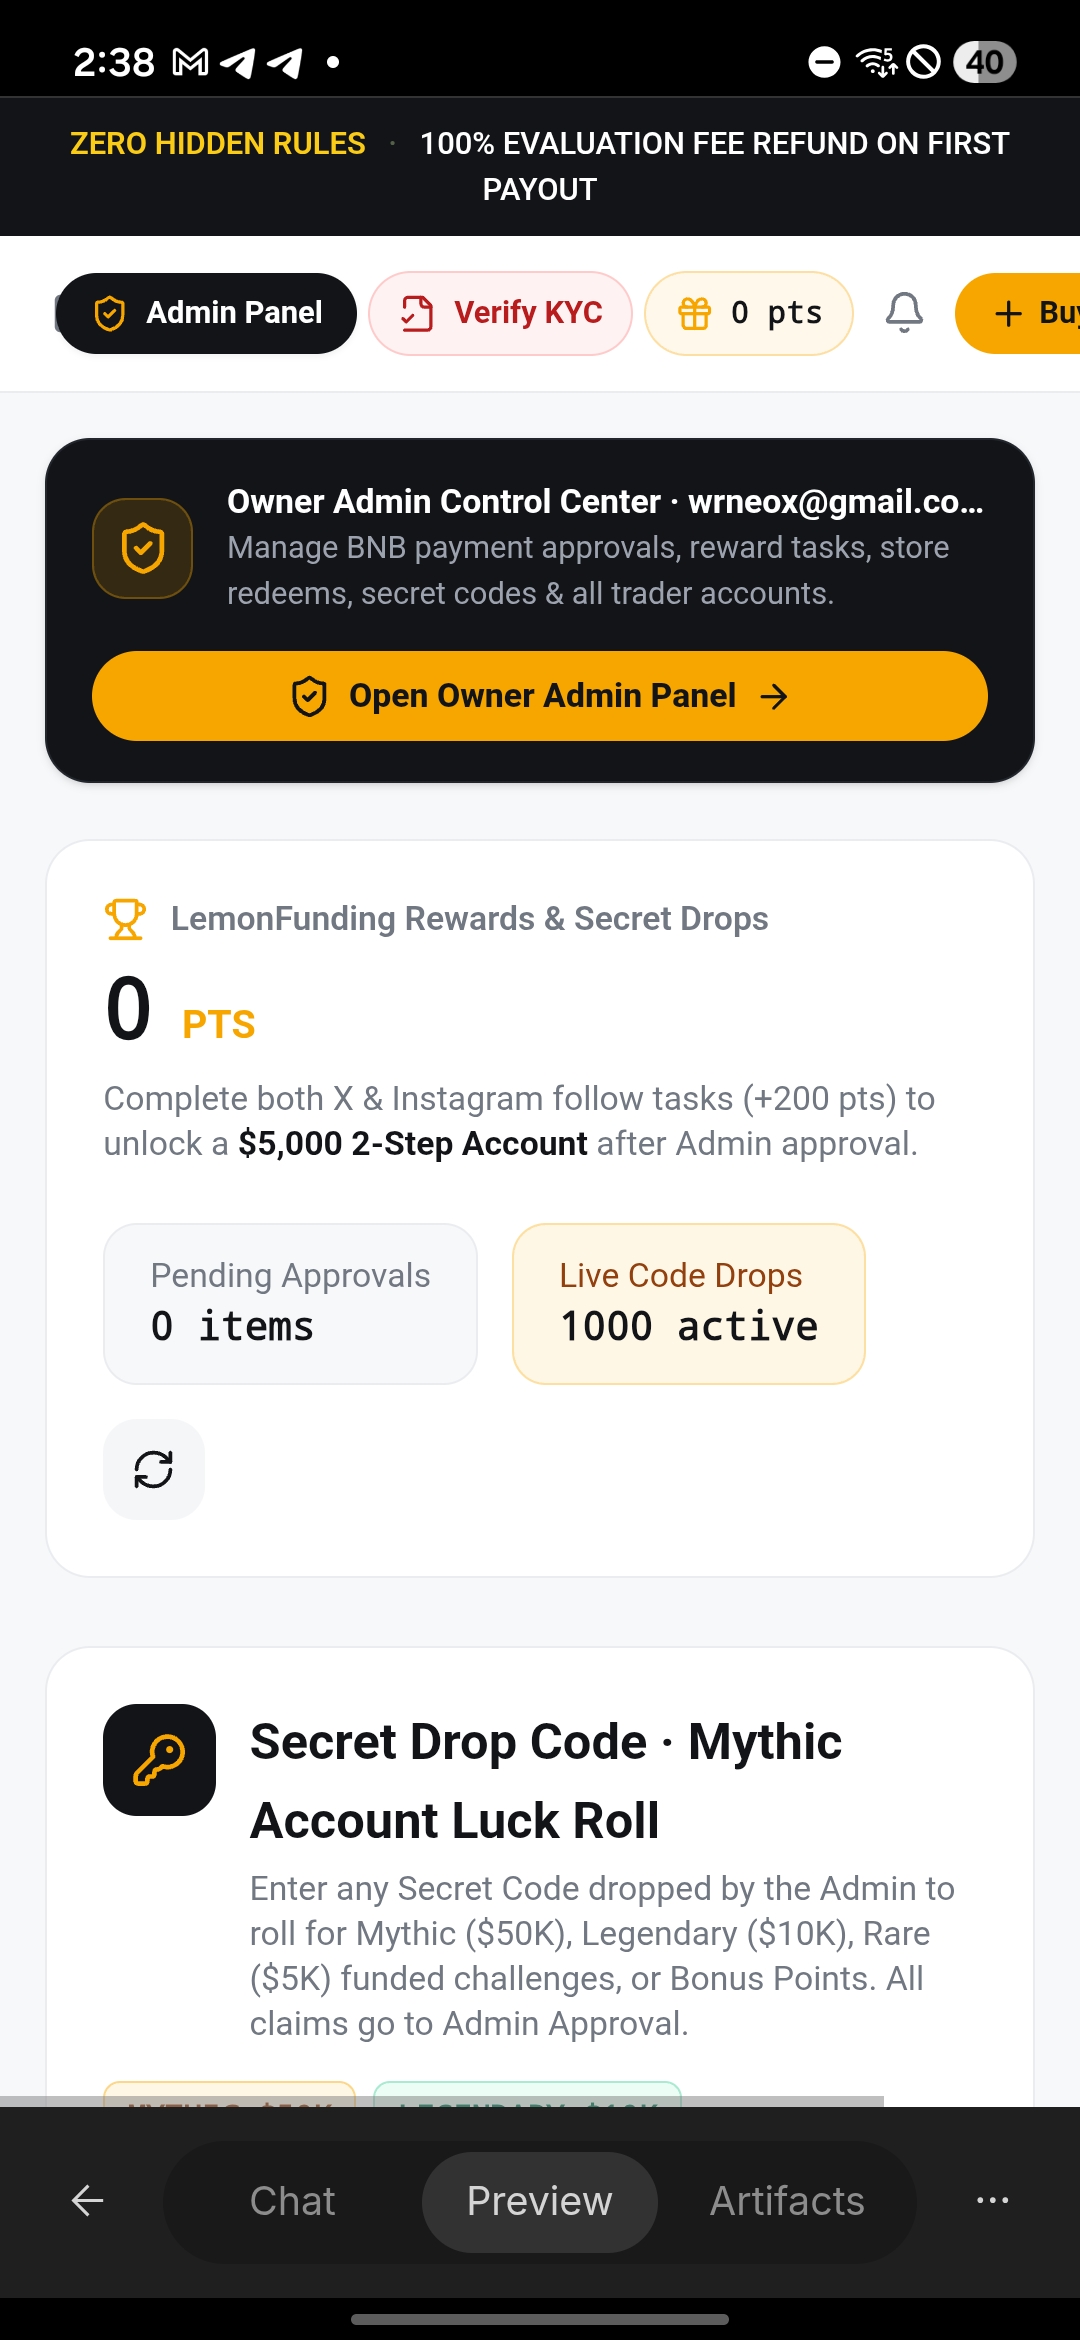 2:38
5
40
ZERO HIDDEN RULES · 100% EVALUATION FEE REFUND ON FIRST
PAYOUT
Admin Panel
Verify KYC
0 pts
+ Buy
Owner Admin Control Center · wrneox@gmail.co...
Manage BNB payment approvals, reward tasks, store
redeems, secret codes & all trader accounts.
Open Owner Admin Panel →
LemonFunding Rewards & Secret Drops
0 PTS
Complete both X & Instagram follow tasks (+200 pts) to
unlock a $5,000 2-Step Account after Admin approval.
Pending Approvals
0 items
Live Code Drops
1000 active
Secret Drop Code · Mythic
Account Luck Roll
Enter any Secret Code dropped by the Admin to
roll for Mythic ($50K), Legendary ($10K), Rare
($5K) funded challenges, or Bonus Points. All
claims go to Admin Approval.
Chat
Preview
Artifacts